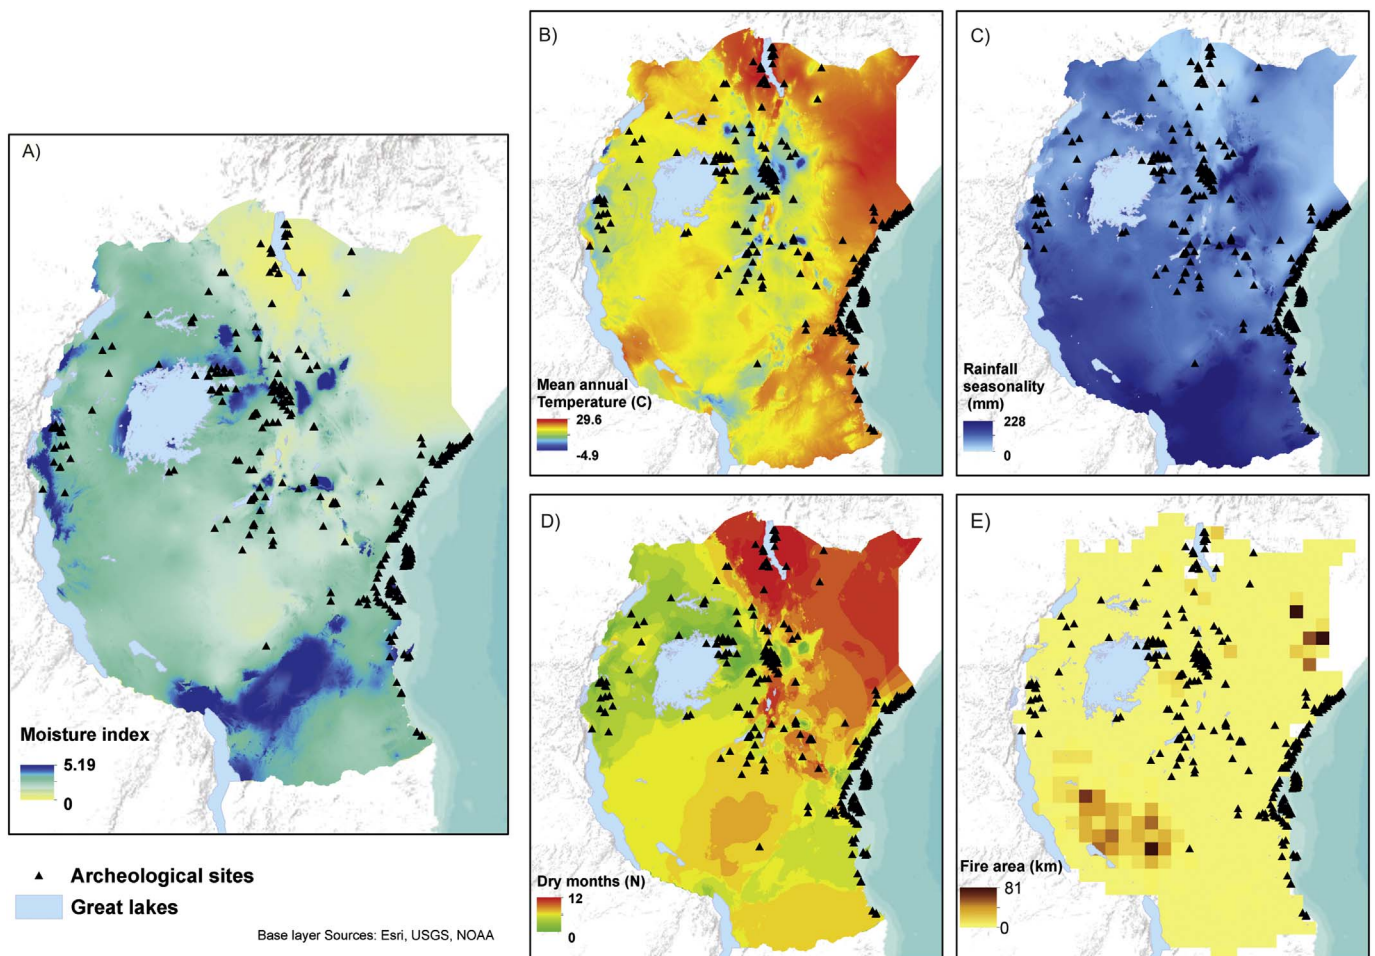 A)
Moisture index
5.19
0
Archeological sites
Great lakes
Base layer Sources: Esri, USGS, NOAA
B)
Mean annual
Temperature (C)
29.6
-4.9
C)
Rainfall
seasonality
(mm)
228
0
D)
Dry months (N)
12
0
E)
Fire area (km)
81
0